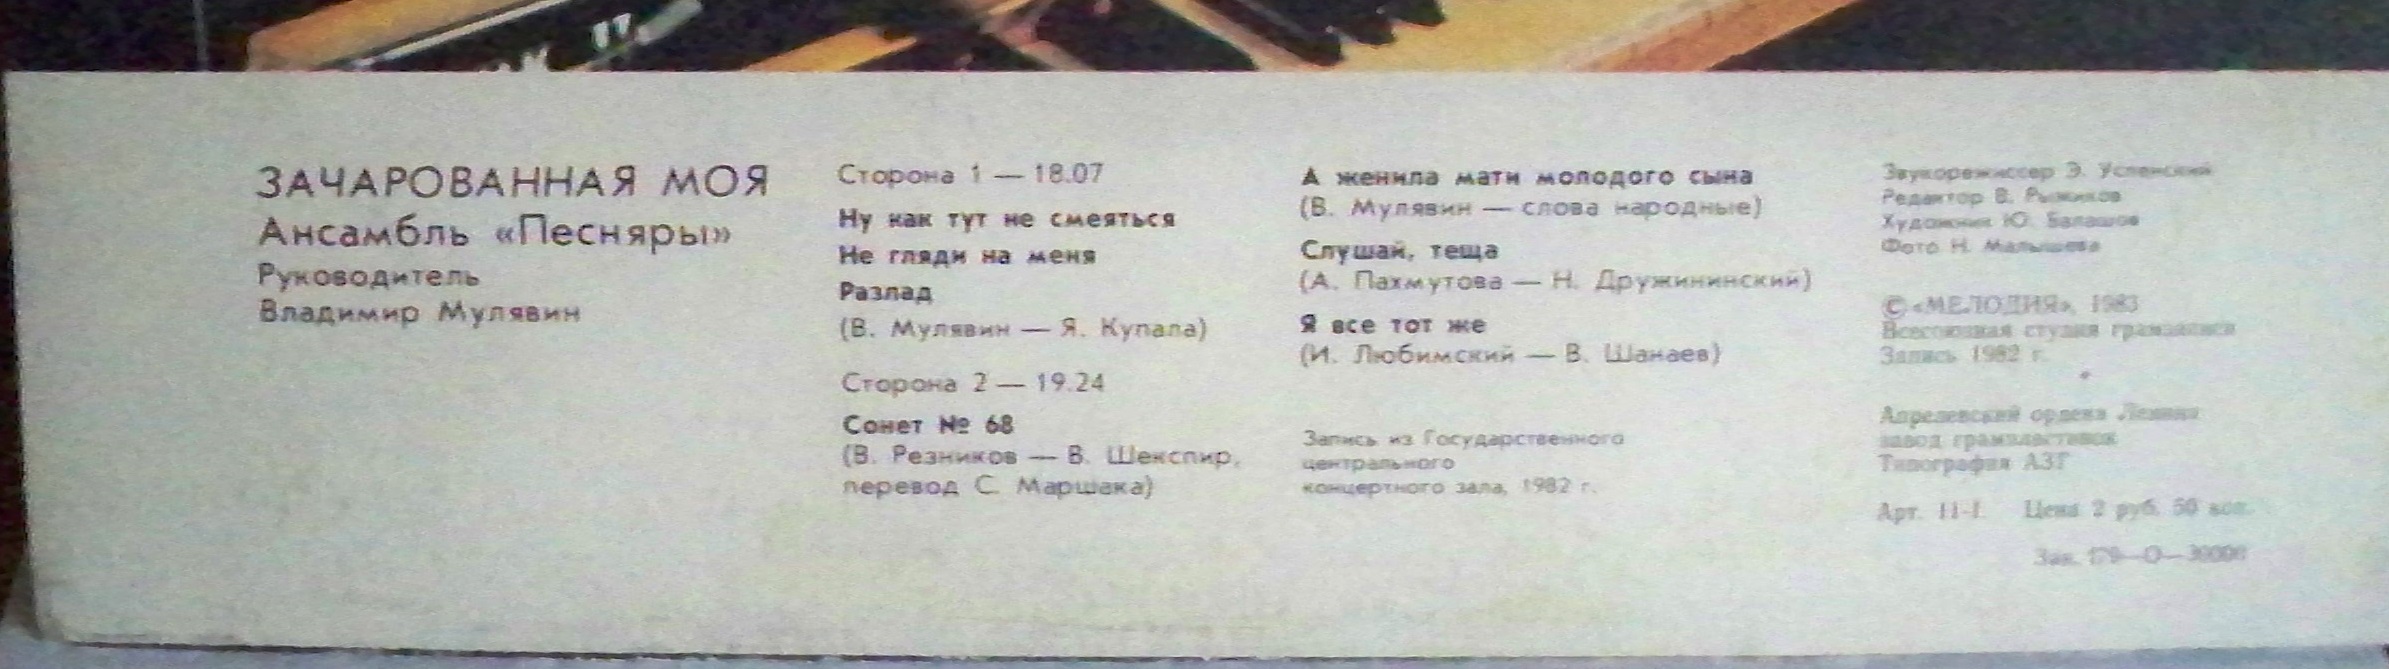 ЗАЧАРОВАННАЯ МОЯ
Ансамбль «Песняры»
Руководитель
Владимир Мулявин
Сторона 1 — 18.07
Ну как тут не смеяться
Не гляди на меня
Разлад
(В. Мулявин — Я. Купала)
Сторона 2 — 19.24
Сонет № 68
(В. Резников — В. Шекспир,
перевод С. Маршака)
А женила мати молодого сына
(В. Мулявин — слова народные)
Слушай, теща
(А. Пахмутова — Н. Дружининский)
Я все тот же
(И. Любимский — В. Шанаев)
Запись из Государственного
центрального
концертного зала, 1982 г.
Звукорежиссер Э. Успенский
Редактор В. Рыжиков
Художник Ю. Балашов
Фото Н. Малышева
© «МЕЛОДИЯ», 1983
Всесоюзная студия грамзаписи
Запись 1982 г.
Апрелевский ордена Ленина
завод грампластинок
Типография АЗГ
Арт. 11-1. Цена 2 руб. 50 коп.
Зак.